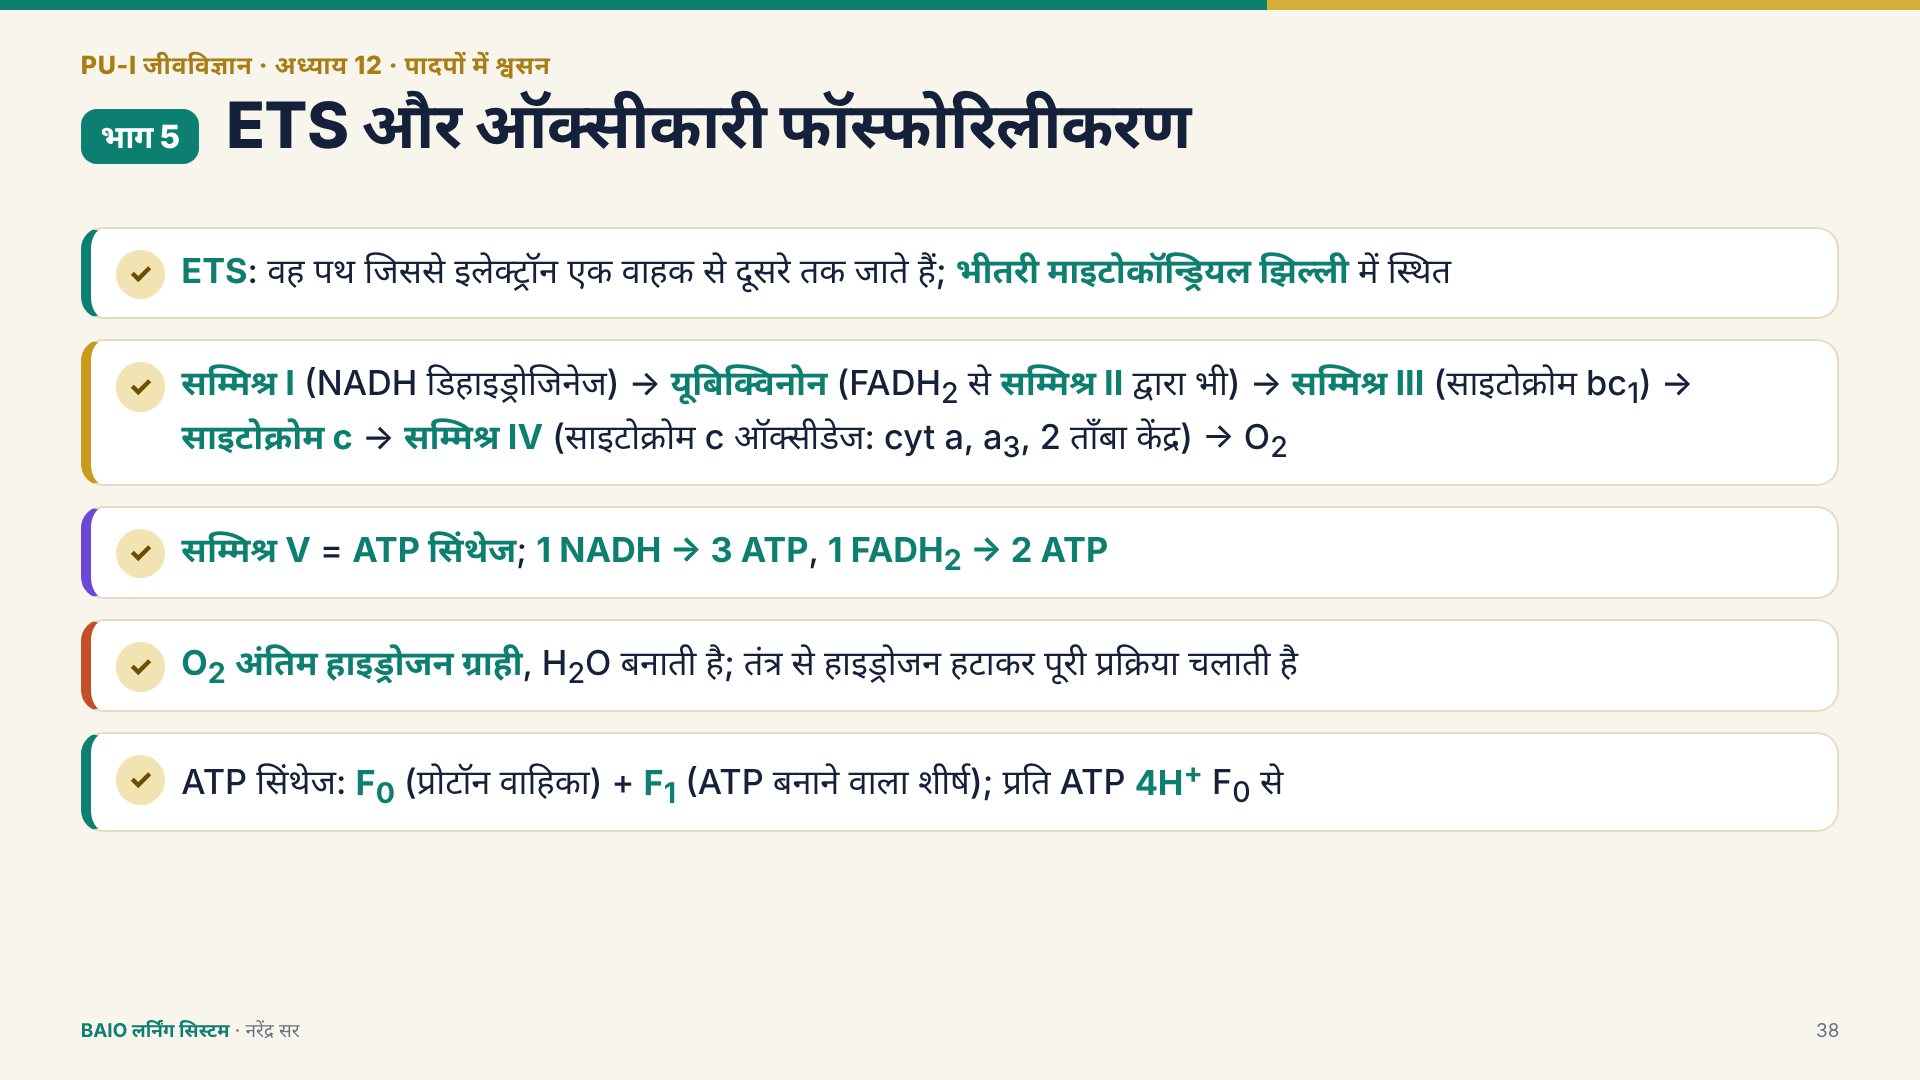 PU-I जीवविज्ञान · अध्याय 12 · पादपों में श्वसन
भाग 5 ETS और ऑक्सीकारी फॉस्फोरिलीकरण
ETS: वह पथ जिससे इलेक्ट्रॉन एक वाहक से दूसरे तक जाते हैं; भीतरी माइटोकॉन्ड्रियल झिल्ली में स्थित
सम्मिश्र I (NADH डिहाइड्रोजिनेज) → यूबिक्विनोन (FADH₂ से सम्मिश्र II द्वारा भी) → सम्मिश्र III (साइटोक्रोम bc₁) →
साइटोक्रोम c → सम्मिश्र IV (साइटोक्रोम c ऑक्सीडेज: cyt a, a₃, 2 ताँबा केंद्र) → O₂
सम्मिश्र V = ATP सिंथेज; 1 NADH → 3 ATP, 1 FADH₂ → 2 ATP
O₂ अंतिम हाइड्रोजन ग्राही, H₂O बनाती है; तंत्र से हाइड्रोजन हटाकर पूरी प्रक्रिया चलाती है
ATP सिंथेज: F₀ (प्रोटॉन वाहिका) + F₁ (ATP बनाने वाला शीर्ष); प्रति ATP 4H⁺ F₀ से
BAIO लर्निंग सिस्टम · नरेंद्र सर
38